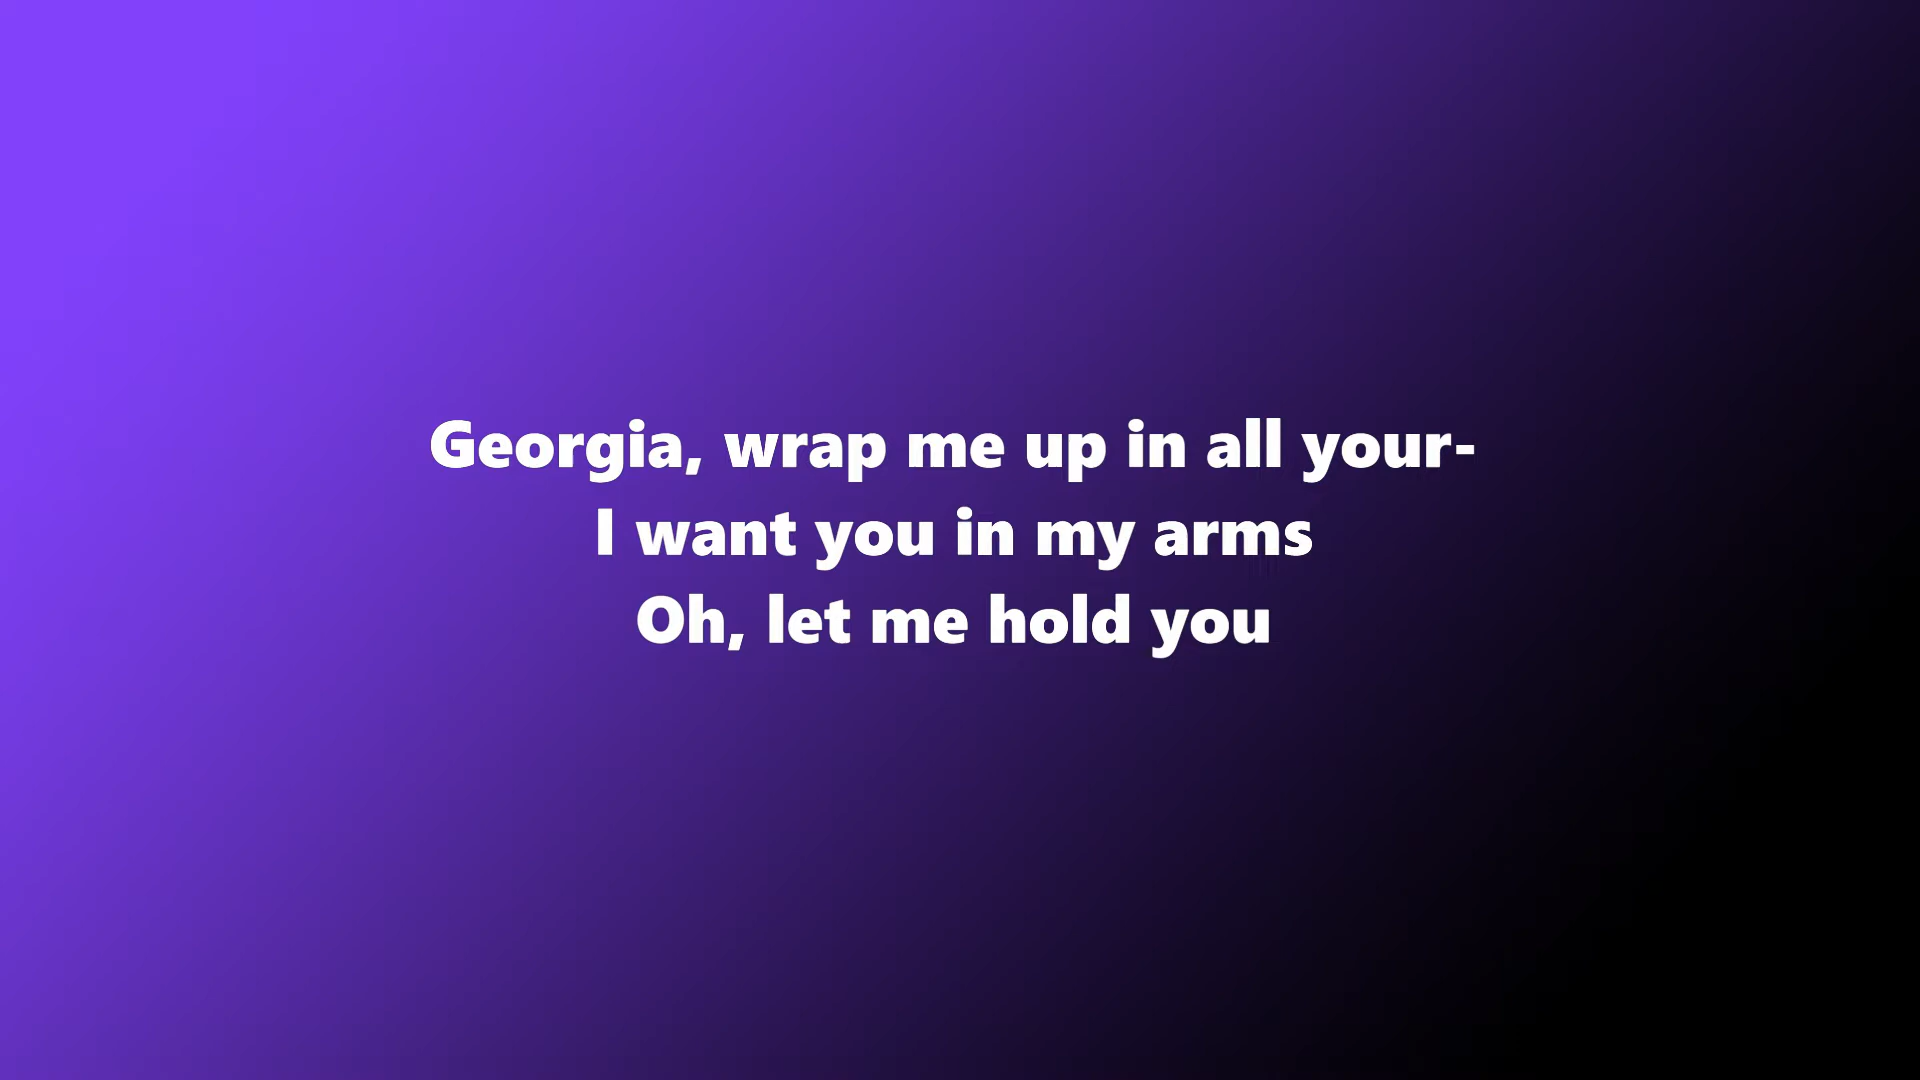 Georgia, wrap me up in all your-
I want you in my arms
Oh, let me hold you